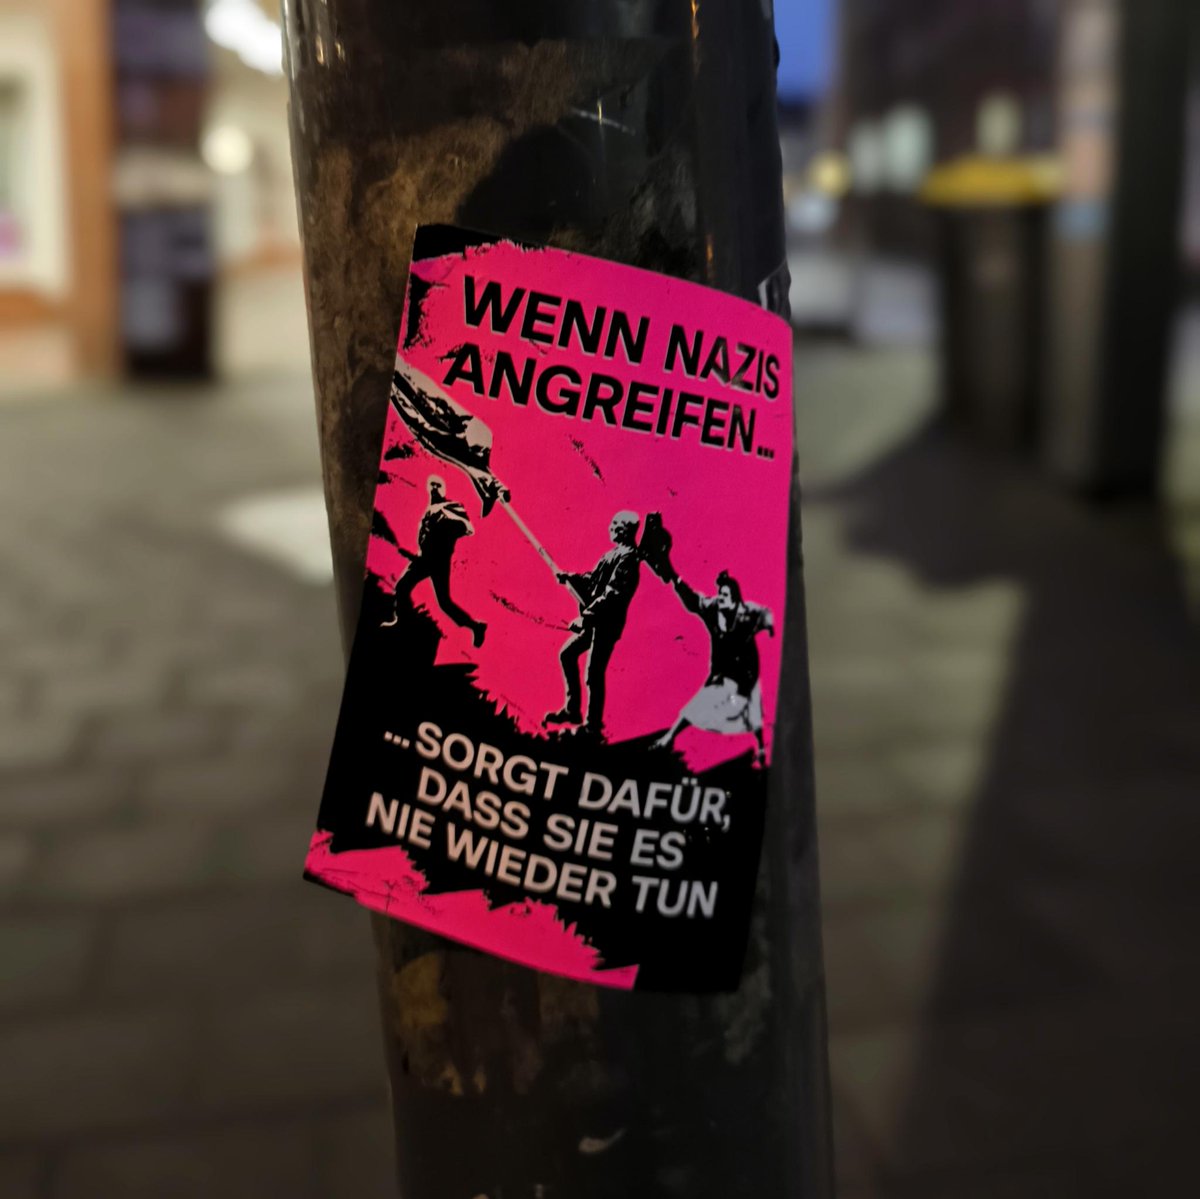 WENN NAZIS
ANGREIFEN...
...SORGT DAFÜR,
DASS SIE ES
NIE WIEDER TUN